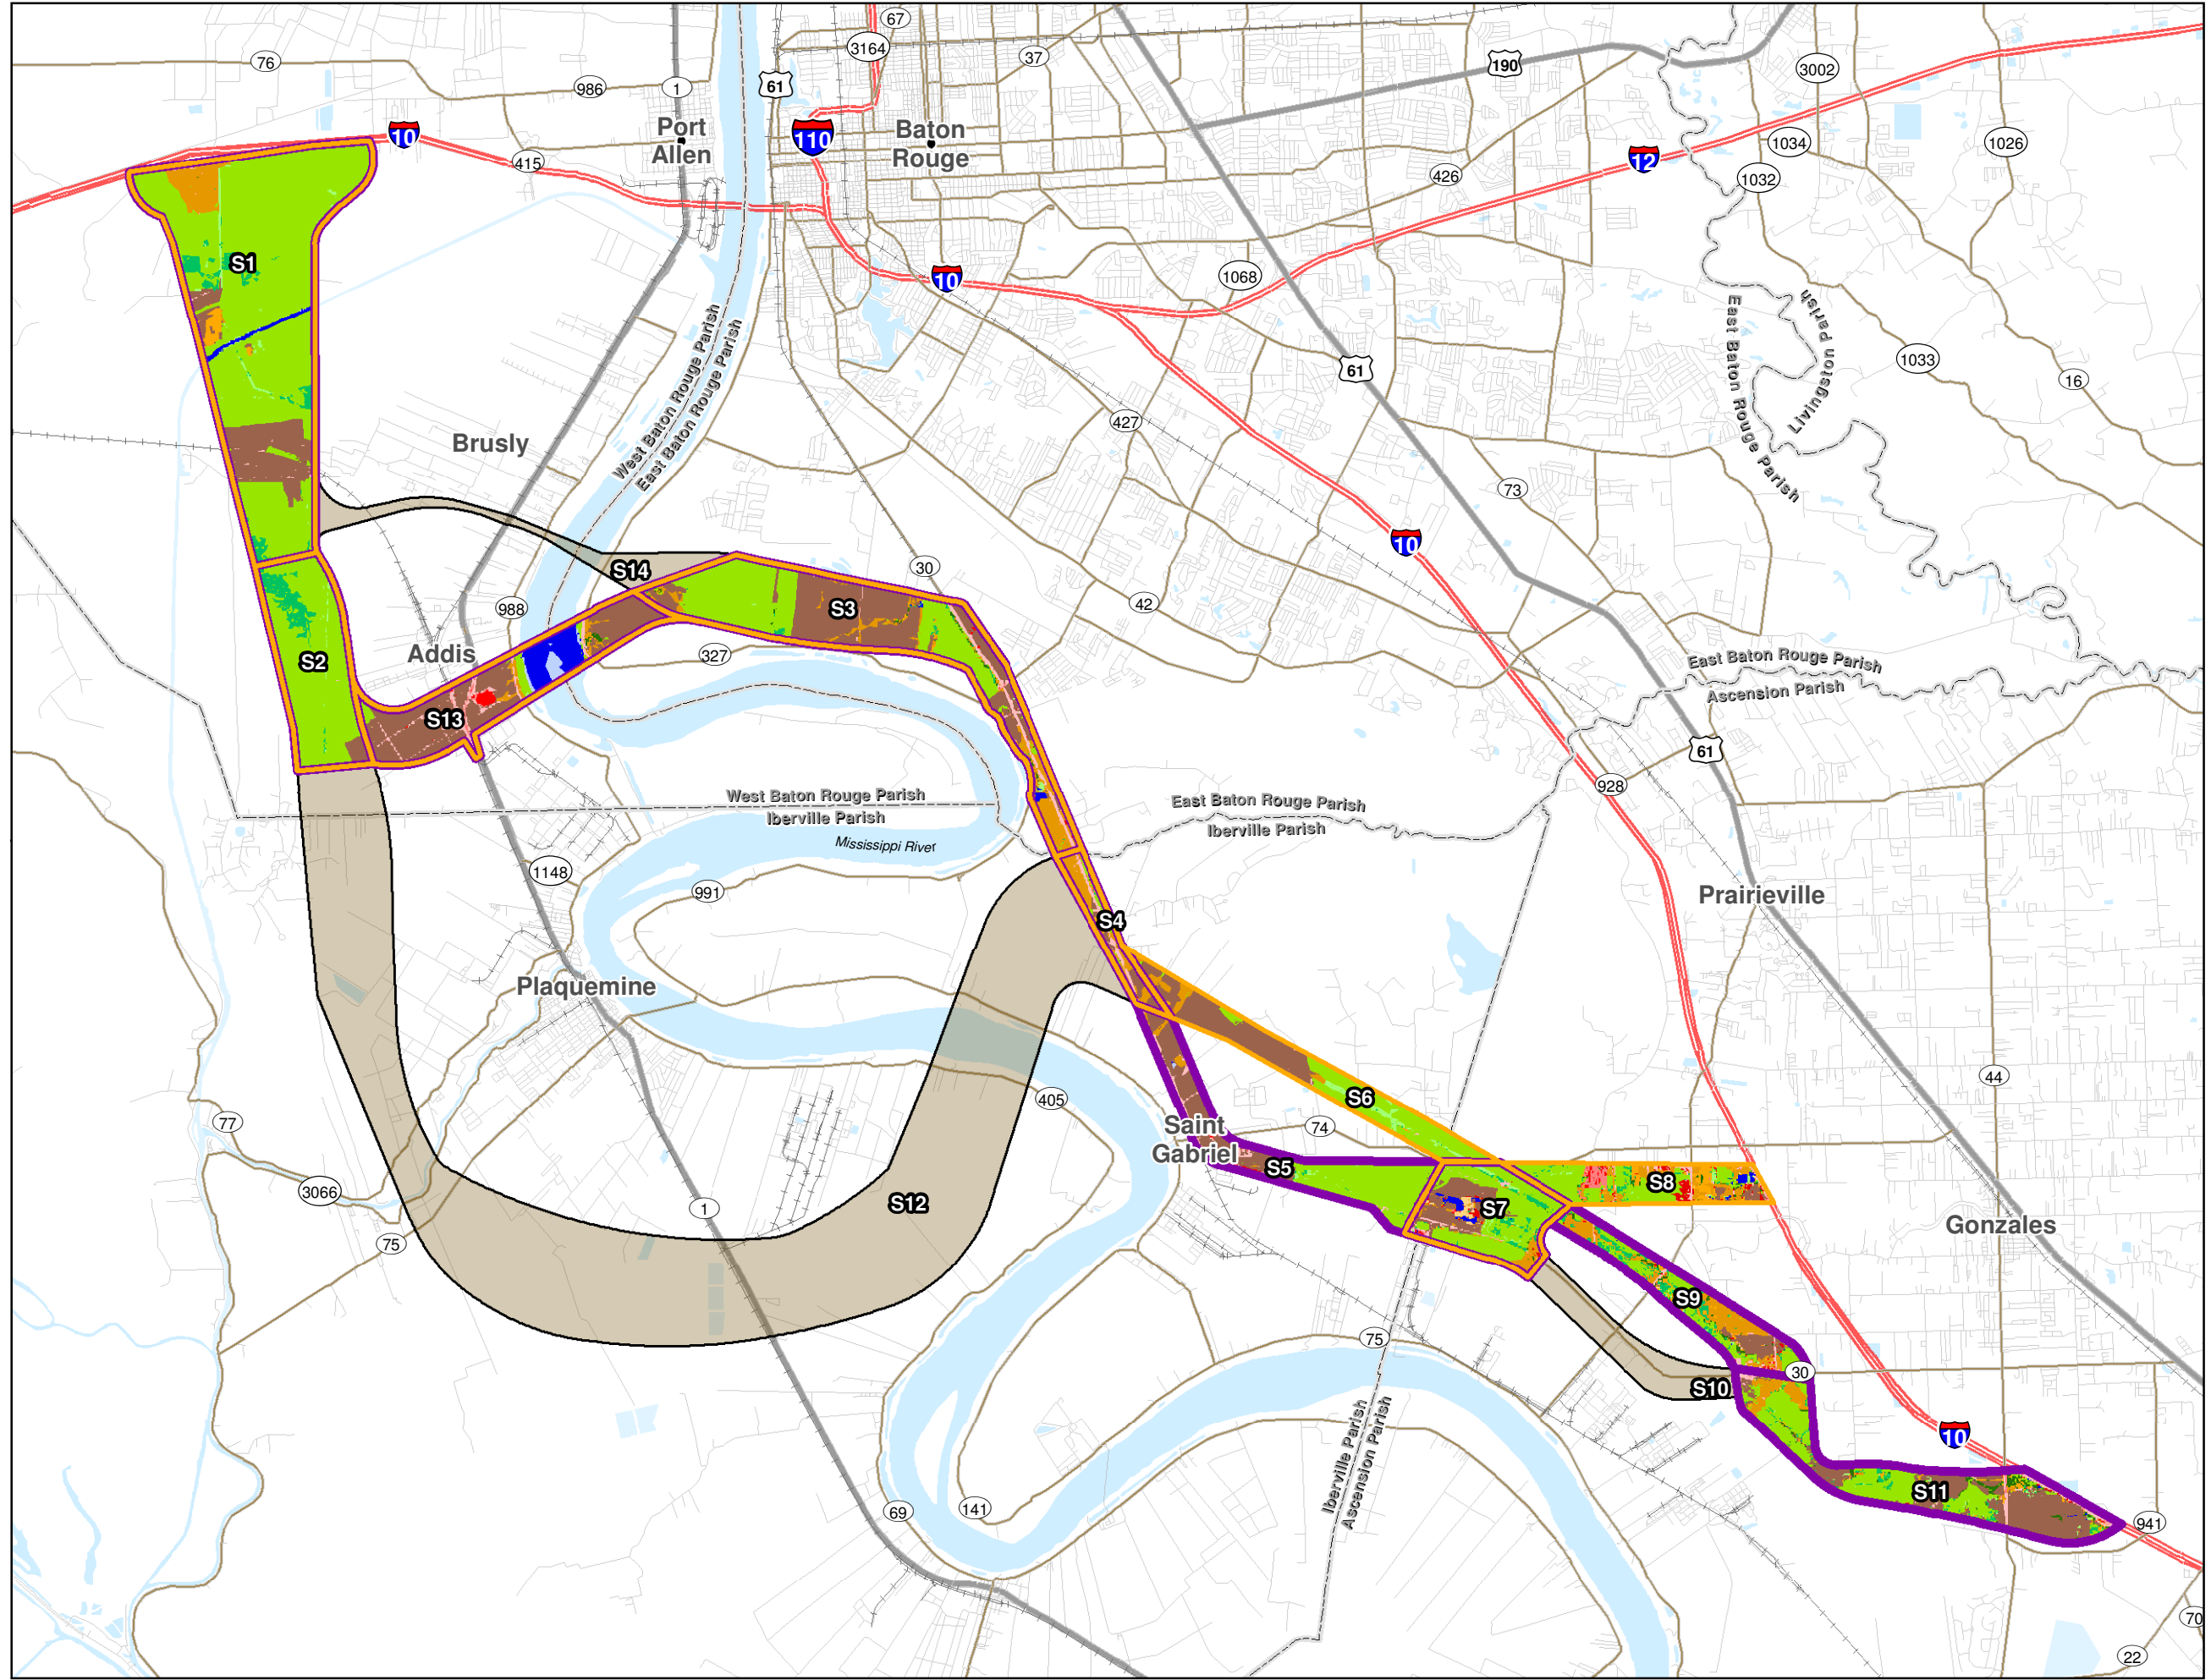 67
3164
37
76
61
190
3002
986
1
10
110
Port
Allen
Baton
Rouge
415
12
1034
1026
1032
426
S1
10
1068
West Baton Rouge Parish
East Baton Rouge Parish
East Baton Rouge Parish
Livingston Parish
61
1033
16
427
Brusly
73
10
S14
30
988
S3
42
Addis
327
S2
S13
East Baton Rouge Parish
Ascension Parish
61
928
West Baton Rouge Parish
Iberville Parish
East Baton Rouge Parish
Iberville Parish
Mississippi River
1148
991
Prairieville
S4
Plaquemine
44
405
S6
77
Saint
Gabriel
74
S5
S8
3066
S12
1
S7
Gonzales
75
S9
75
30
S10
Iberville Parish
Ascension Parish
10
S11
69
141
941
70
22